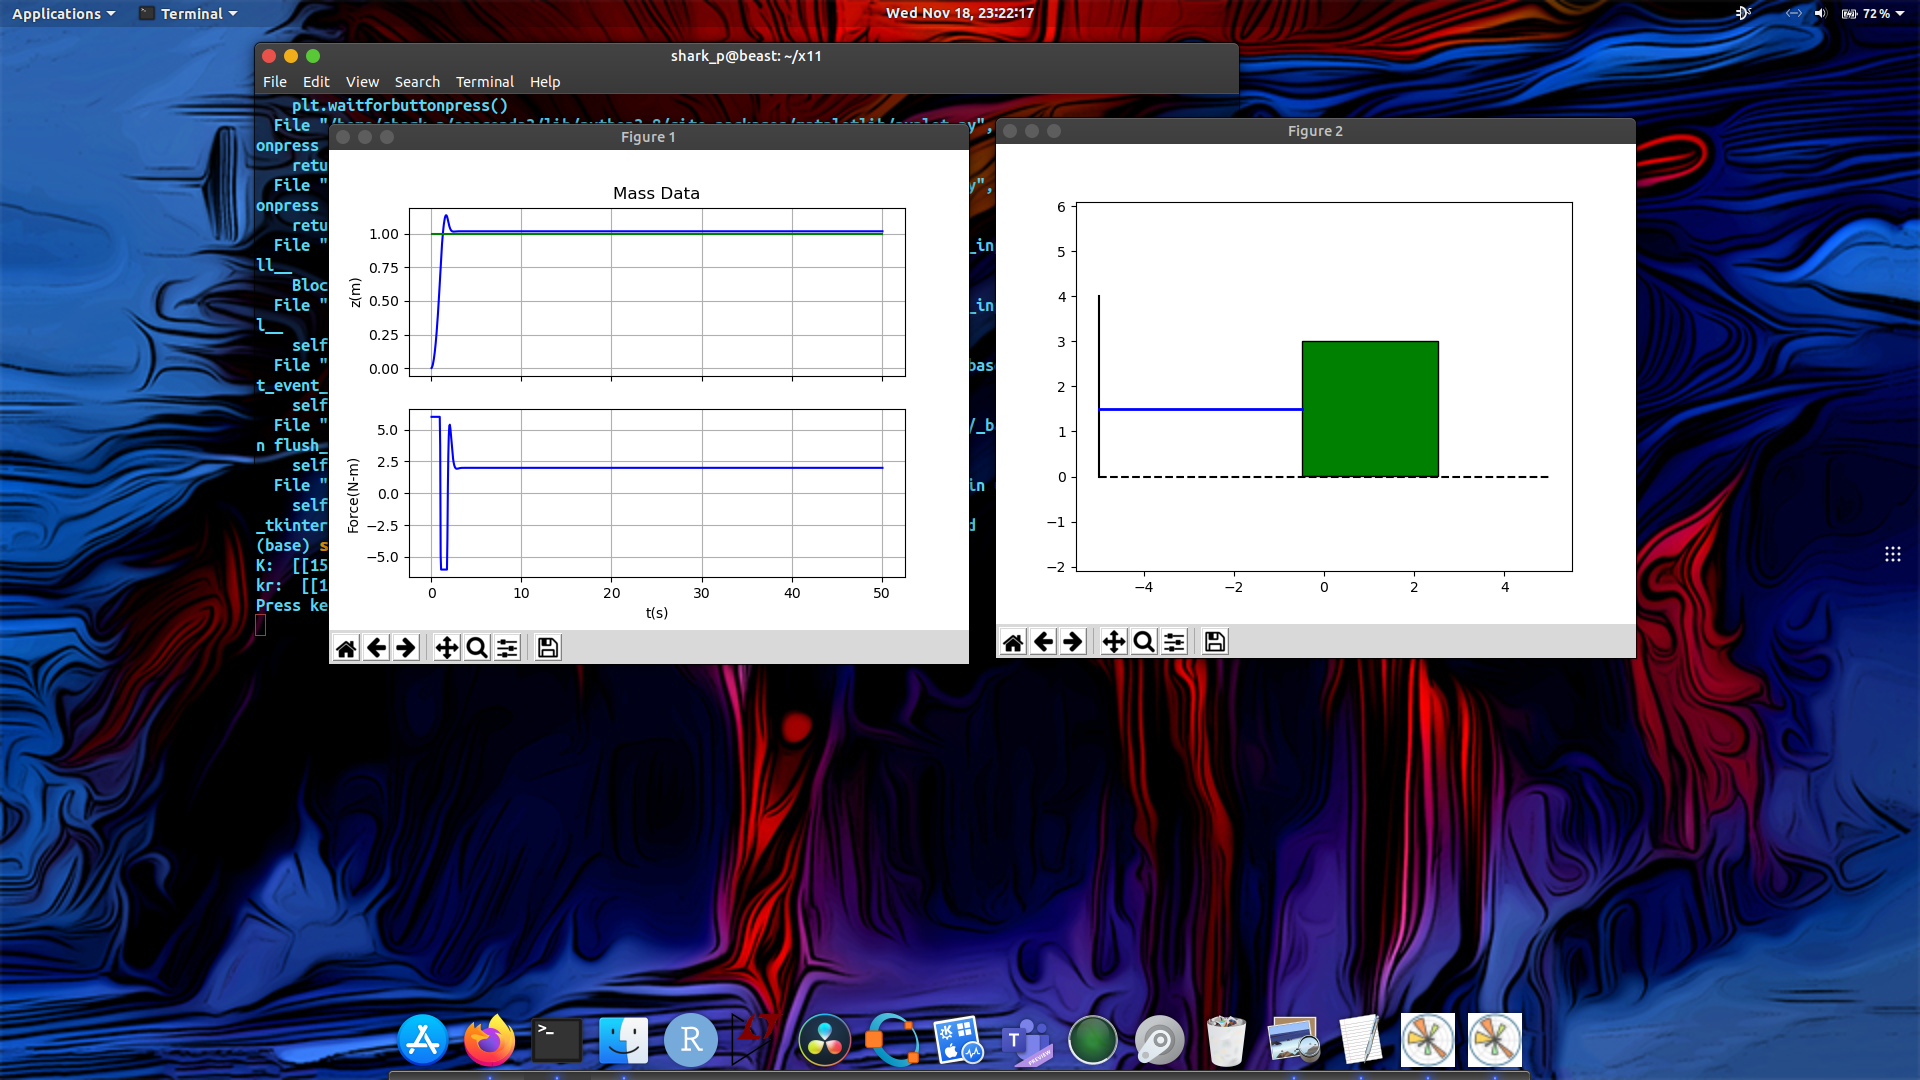 Applications
Terminal
Wed Nov 18, 23:22:17
72 %
shark_p@beast: ~/x11
File Edit View Search Terminal Help
plt.waitforbuttonpress()
File "
onpress
retu
File "
onpress
retu
File "
ll__
Bloc
File "
l__
self
File "
t_event_
self
File "
n flush_
self
File "
self
_tkinter
(base) s
K: [[15
kr: [[1
Press ke
Figure 1
Mass Data
1.00
0.75
0.50
0.25
0.00
z(m)
5.0
2.5
0.0
−2.5
−5.0
Force(N-m)
0 10 20 30 40 50
t(s)
Figure 2
6
5
4
3
2
1
0
−1
−2
−4 −2 0 2 4
R
T
PREVIEW